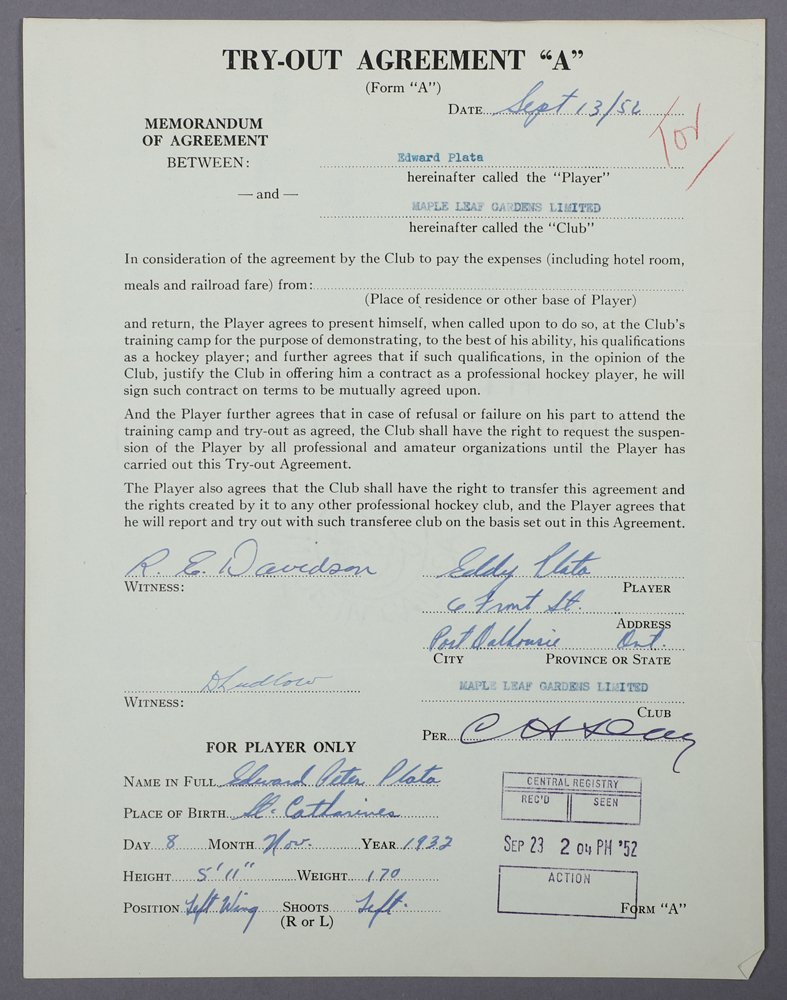 TRY-OUT AGREEMENT “A”
(Form “A”)
DATE Sept 13/52
Tor
MEMORANDUM
OF AGREEMENT
BETWEEN:
Edward Plata
hereinafter called the “Player”
— and —
MAPLE LEAF GARDENS LIMITED
hereinafter called the “Club”
In consideration of the agreement by the Club to pay the expenses (including hotel room,
meals and railroad fare) from:
(Place of residence or other base of Player)
and return, the Player agrees to present himself, when called upon to do so, at the Club’s
training camp for the purpose of demonstrating, to the best of his ability, his qualifications
as a hockey player; and further agrees that if such qualifications, in the opinion of the
Club, justify the Club in offering him a contract as a professional hockey player, he will
sign such contract on terms to be mutually agreed upon.
And the Player further agrees that in case of refusal or failure on his part to attend the
training camp and try-out as agreed, the Club shall have the right to request the suspen-
sion of the Player by all professional and amateur organizations until the Player has
carried out this Try-out Agreement.
The Player also agrees that the Club shall have the right to transfer this agreement and
the rights created by it to any other professional hockey club, and the Player agrees that
he will report and try out with such transferee club on the basis set out in this Agreement.
R. E. Davidson
WITNESS:
Eddy Plata
PLAYER
6 Front St.
ADDRESS
Port Dalhousie Ont.
CITY PROVINCE OR STATE
DLudlow
WITNESS:
MAPLE LEAF GARDENS LIMITED
CLUB
PER C H S Day
FOR PLAYER ONLY
NAME IN FULL Edward Peter Plata
PLACE OF BIRTH St. Catharines
DAY 8 MONTH Nov. YEAR 1932
HEIGHT 5' 11" WEIGHT 170
POSITION Left Wing SHOOTS Left.
(R or L)
CENTRAL REGISTRY
REC'D SEEN
SEP 23 2 04 PM '52
ACTION
FORM “A”